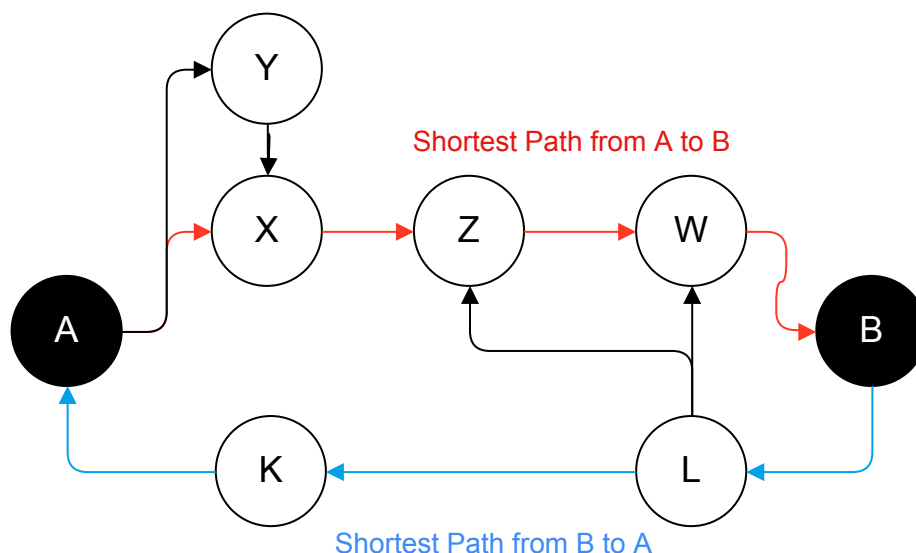 Y
Shortest Path from A to B
X
Z
W
A
B
K
L
Shortest Path from B to A